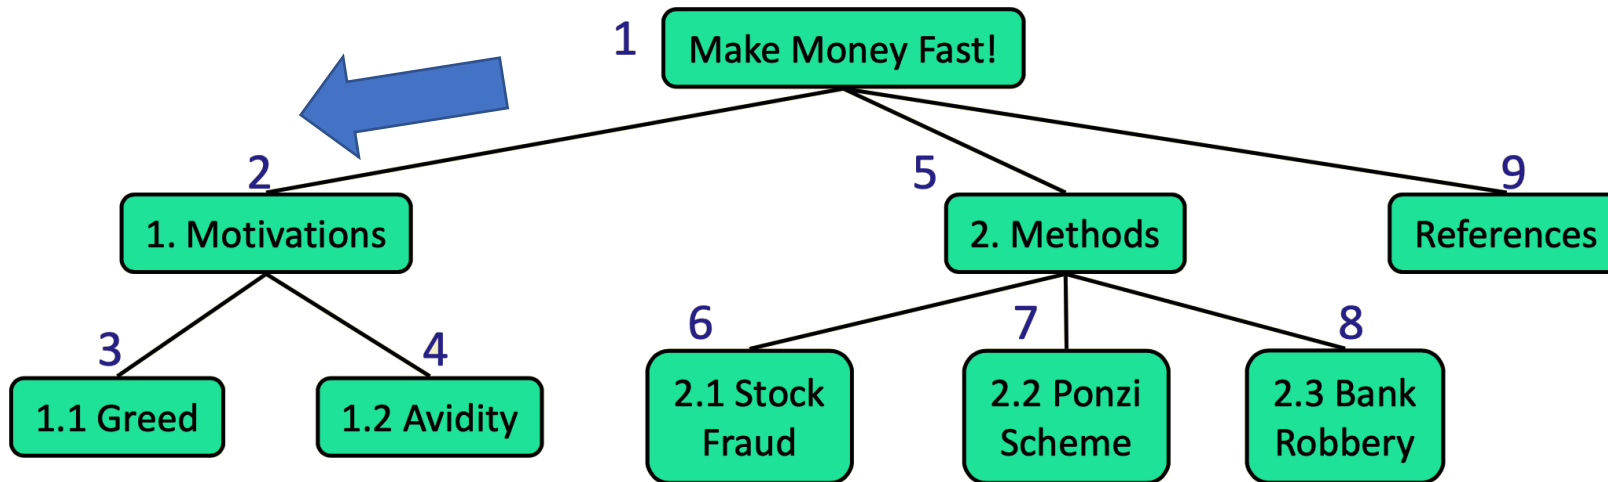 1
Make Money Fast!
2
5
9
1. Motivations
2. Methods
References
3
4
6
7
8
1.1 Greed
1.2 Avidity
2.1 Stock
Fraud
2.2 Ponzi
Scheme
2.3 Bank
Robbery